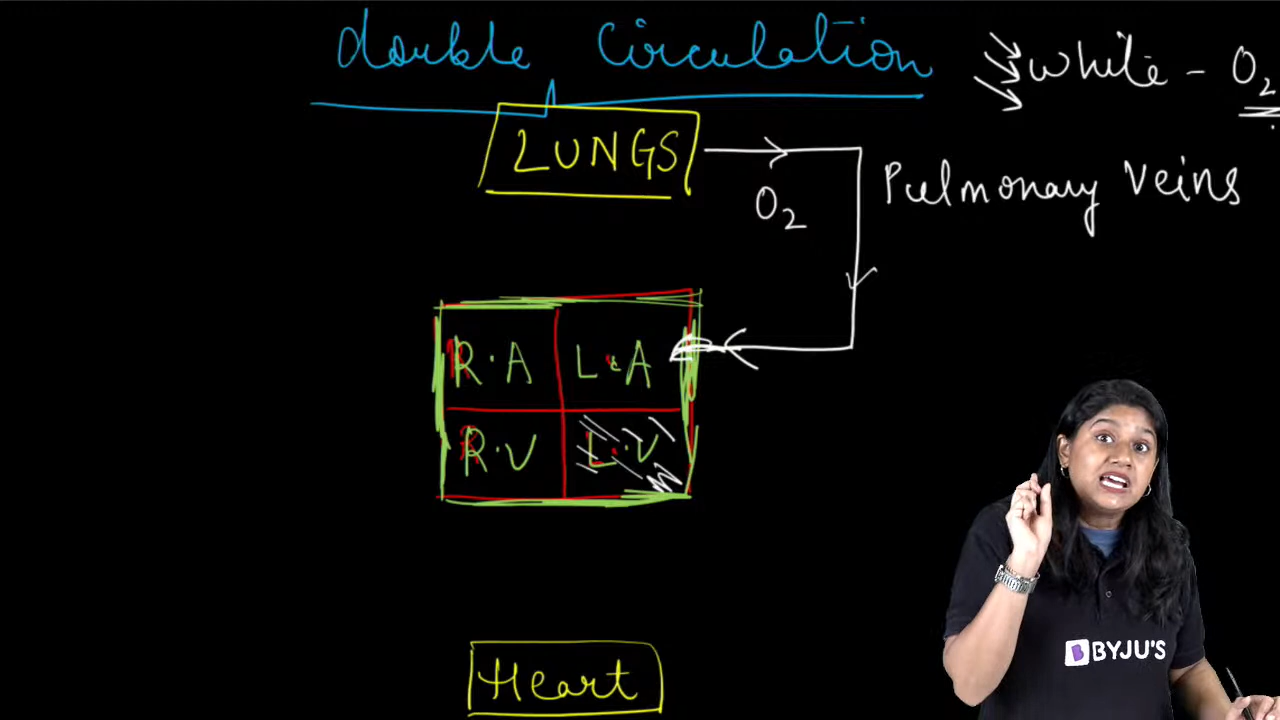 double Circulation
white - O₂
LUNGS
O₂
Pulmonary Veins
R.A
L.A
R.V
L.V
Heart
BYJU'S